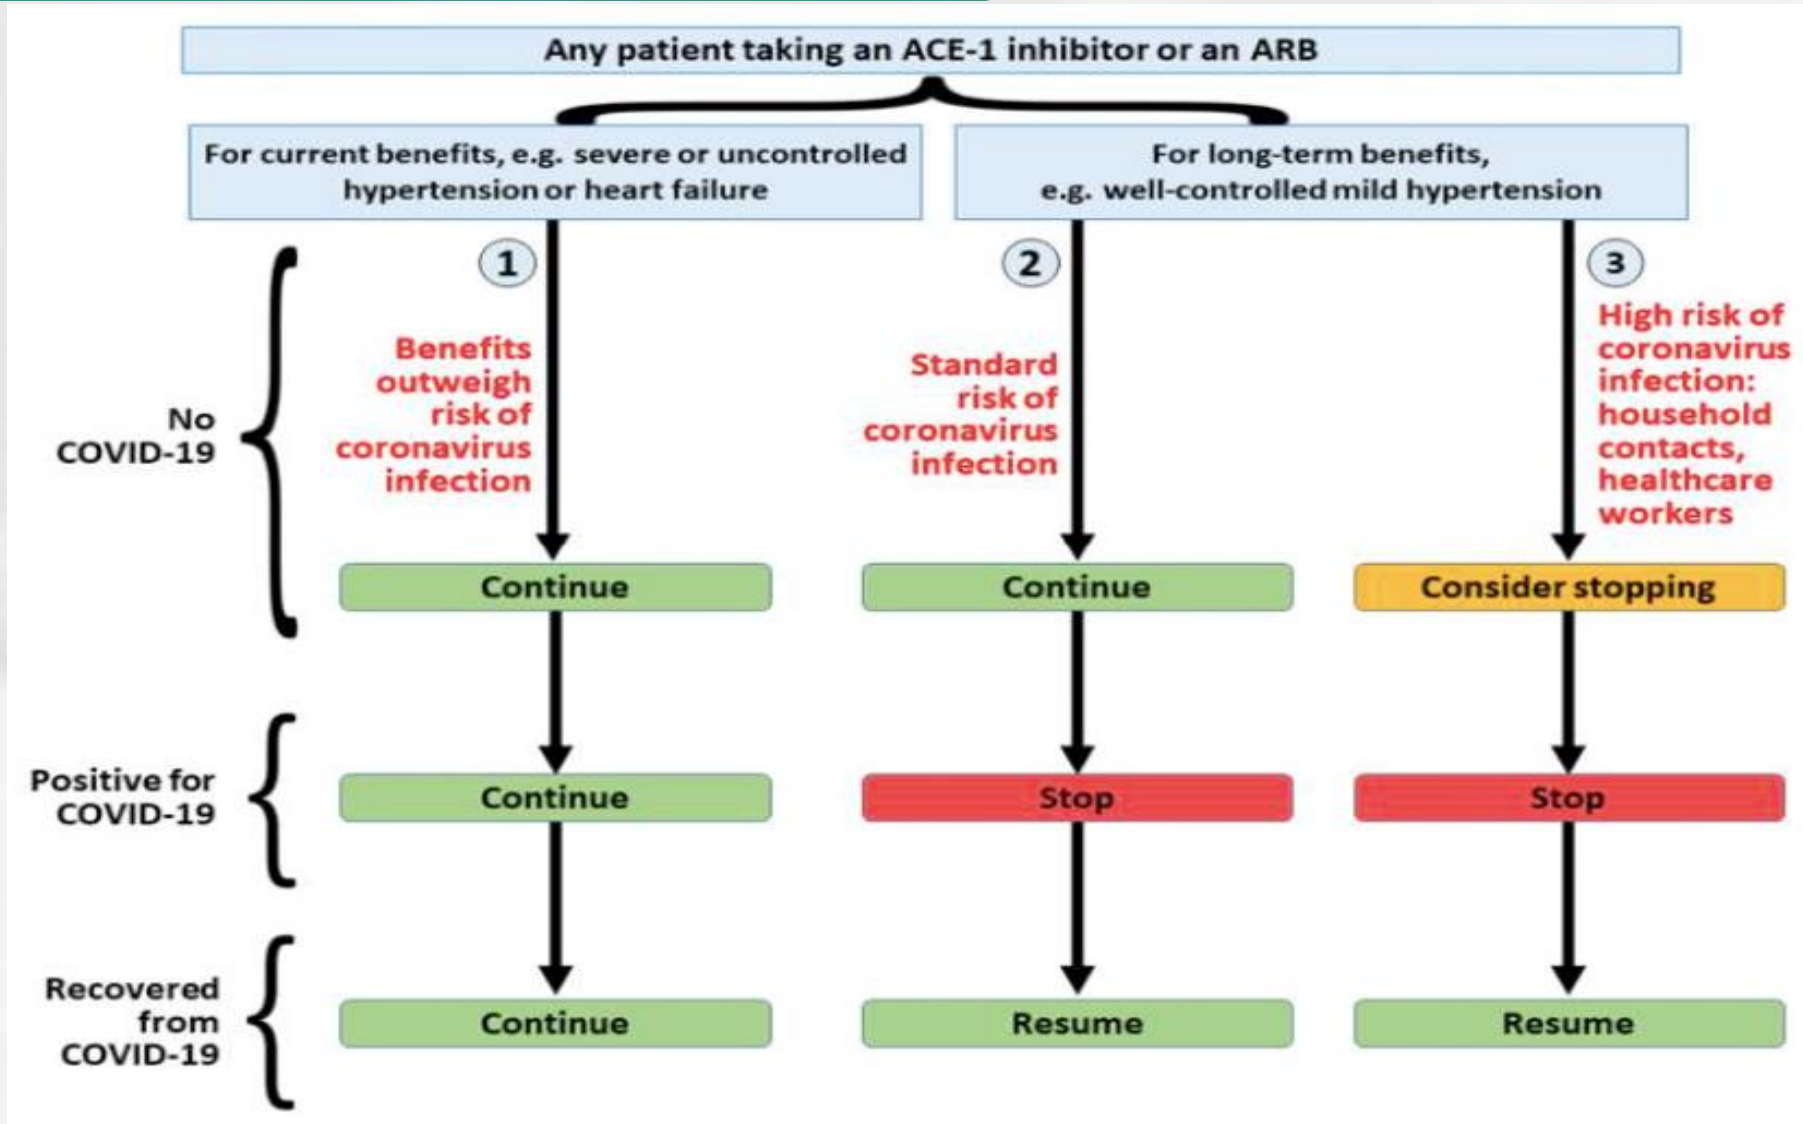 Any patient taking an ACE-1 inhibitor or an ARB
For current benefits, e.g. severe or uncontrolled
hypertension or heart failure
For long-term benefits,
e.g. well-controlled mild hypertension
No
COVID-19
1
Benefits
outweigh
risk of
coronavirus
infection
2
Standard
risk of
coronavirus
infection
3
High risk of
coronavirus
infection:
household
contacts,
healthcare
workers
Continue
Continue
Consider stopping
Positive for
COVID-19
Continue
Stop
Stop
Recovered
from
COVID-19
Continue
Resume
Resume